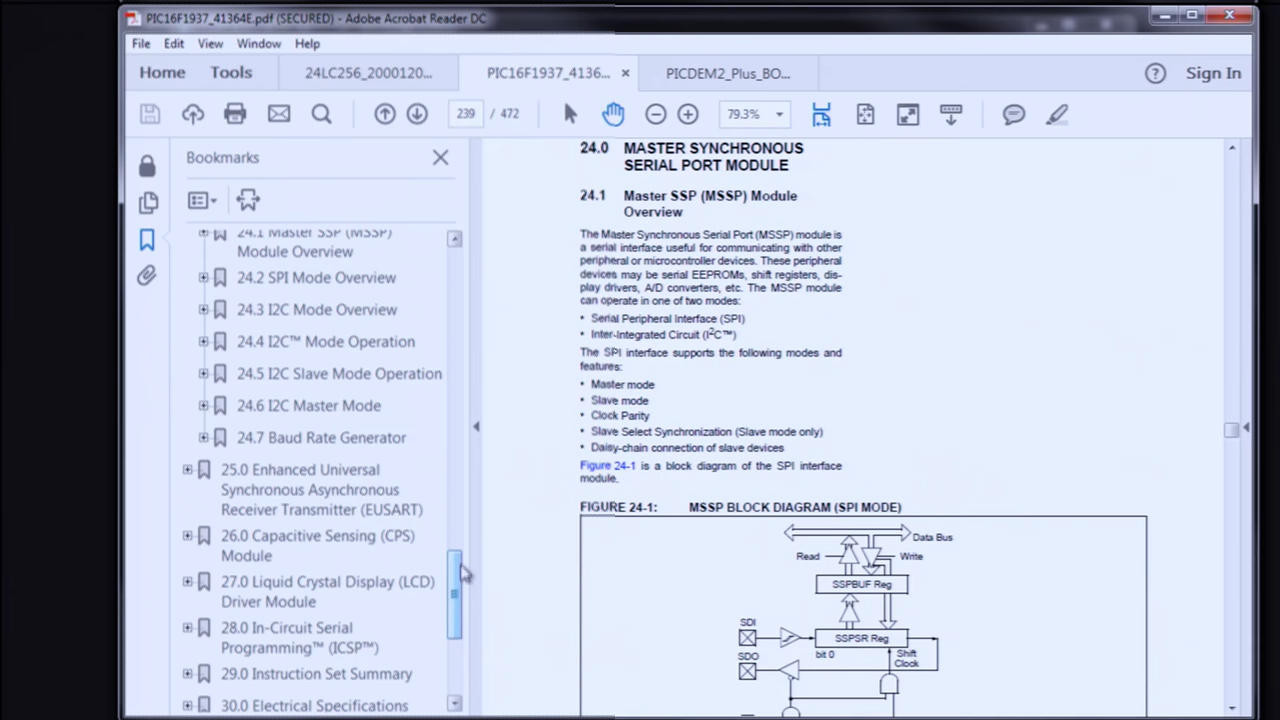 PIC16F1937_41364E.pdf (SECURED) - Adobe Acrobat Reader DC
File Edit View Window Help
Home Tools 24LC256_2000120... PIC16F1937_4136... × PICDEM2_Plus_BO... ? Sign In
239 / 472 79.3%
Bookmarks
24.1 Master SSP (MSSP)
Module Overview
24.2 SPI Mode Overview
24.3 I2C Mode Overview
24.4 I2C™ Mode Operation
24.5 I2C Slave Mode Operation
24.6 I2C Master Mode
24.7 Baud Rate Generator
25.0 Enhanced Universal
Synchronous Asynchronous
Receiver Transmitter (EUSART)
26.0 Capacitive Sensing (CPS)
Module
27.0 Liquid Crystal Display (LCD)
Driver Module
28.0 In-Circuit Serial
Programming™ (ICSP™)
29.0 Instruction Set Summary
30.0 Electrical Specifications
24.0 MASTER SYNCHRONOUS
SERIAL PORT MODULE
24.1 Master SSP (MSSP) Module
Overview
The Master Synchronous Serial Port (MSSP) module is
a serial interface useful for communicating with other
peripheral or microcontroller devices. These peripheral
devices may be serial EEPROMs, shift registers, dis-
play drivers, A/D converters, etc. The MSSP module
can operate in one of two modes:
• Serial Peripheral Interface (SPI)
• Inter-Integrated Circuit (I²C™)
The SPI interface supports the following modes and
features:
• Master mode
• Slave mode
• Clock Parity
• Slave Select Synchronization (Slave mode only)
• Daisy-chain connection of slave devices
Figure 24-1 is a block diagram of the SPI interface
module.
FIGURE 24-1: MSSP BLOCK DIAGRAM (SPI MODE)
Data Bus
Read Write
SSPBUF Reg
SDI
SSPSR Reg
SDO bit 0 Shift
Clock